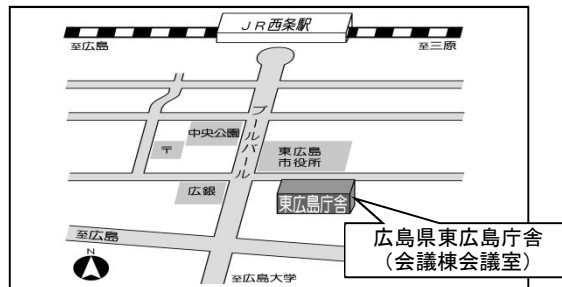 JR西条駅
至広島
至三原
中央公園
〒
ブールバール
東広島
市役所
広銀
東広島庁舎
至広島
N
至広島大学
広島県東広島庁舎
（会議棟会議室）